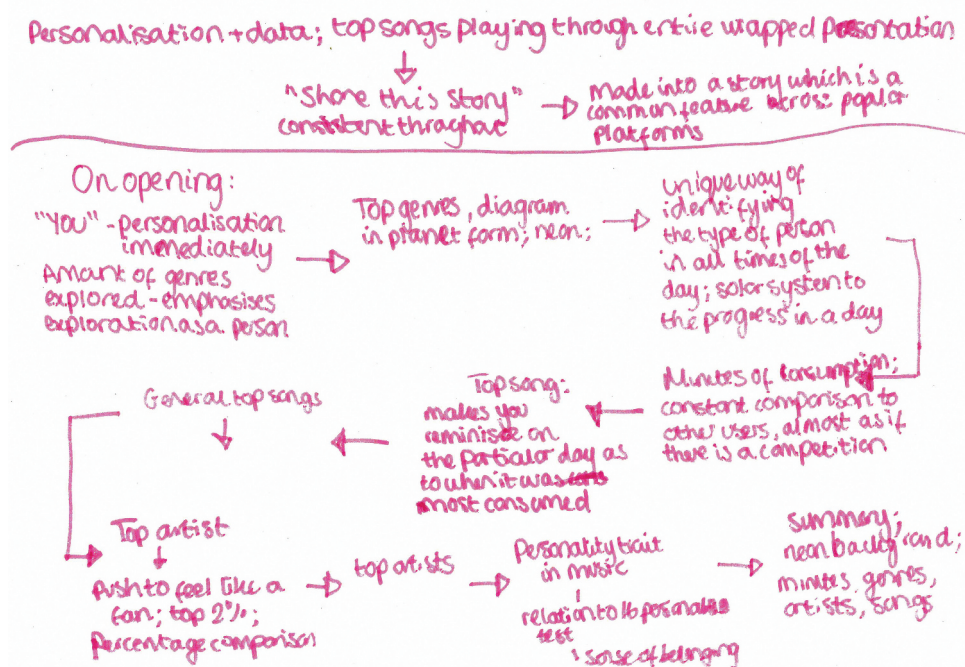 Personalisation + data; top songs playing through entire wrapped presentation
"Share this story"
consistent throughout
made into a story which is a
common feature across popular
platforms
On opening:
"YOU" - personalisation
immediately
Amount of genres
explored - emphasises
exploration as a person
Top genres, diagram
in planet form; neon;
unique way of
identifying
the type of person
in all times of the
day; solar system to
the progress in a day
Minutes of consumption;
constant comparison to
other users, almost as if
there is a competition
Top song:
makes you
reminisce on
the particular day as
to when it was
most consumed
General top songs
Top artist
Push to feel like a
fan; top 2%;
Percentage comparison
top artists
Personality trait
in music
relation to 16 personalities
test
sense of belonging
summary;
neon background;
minutes, genres,
artists, songs